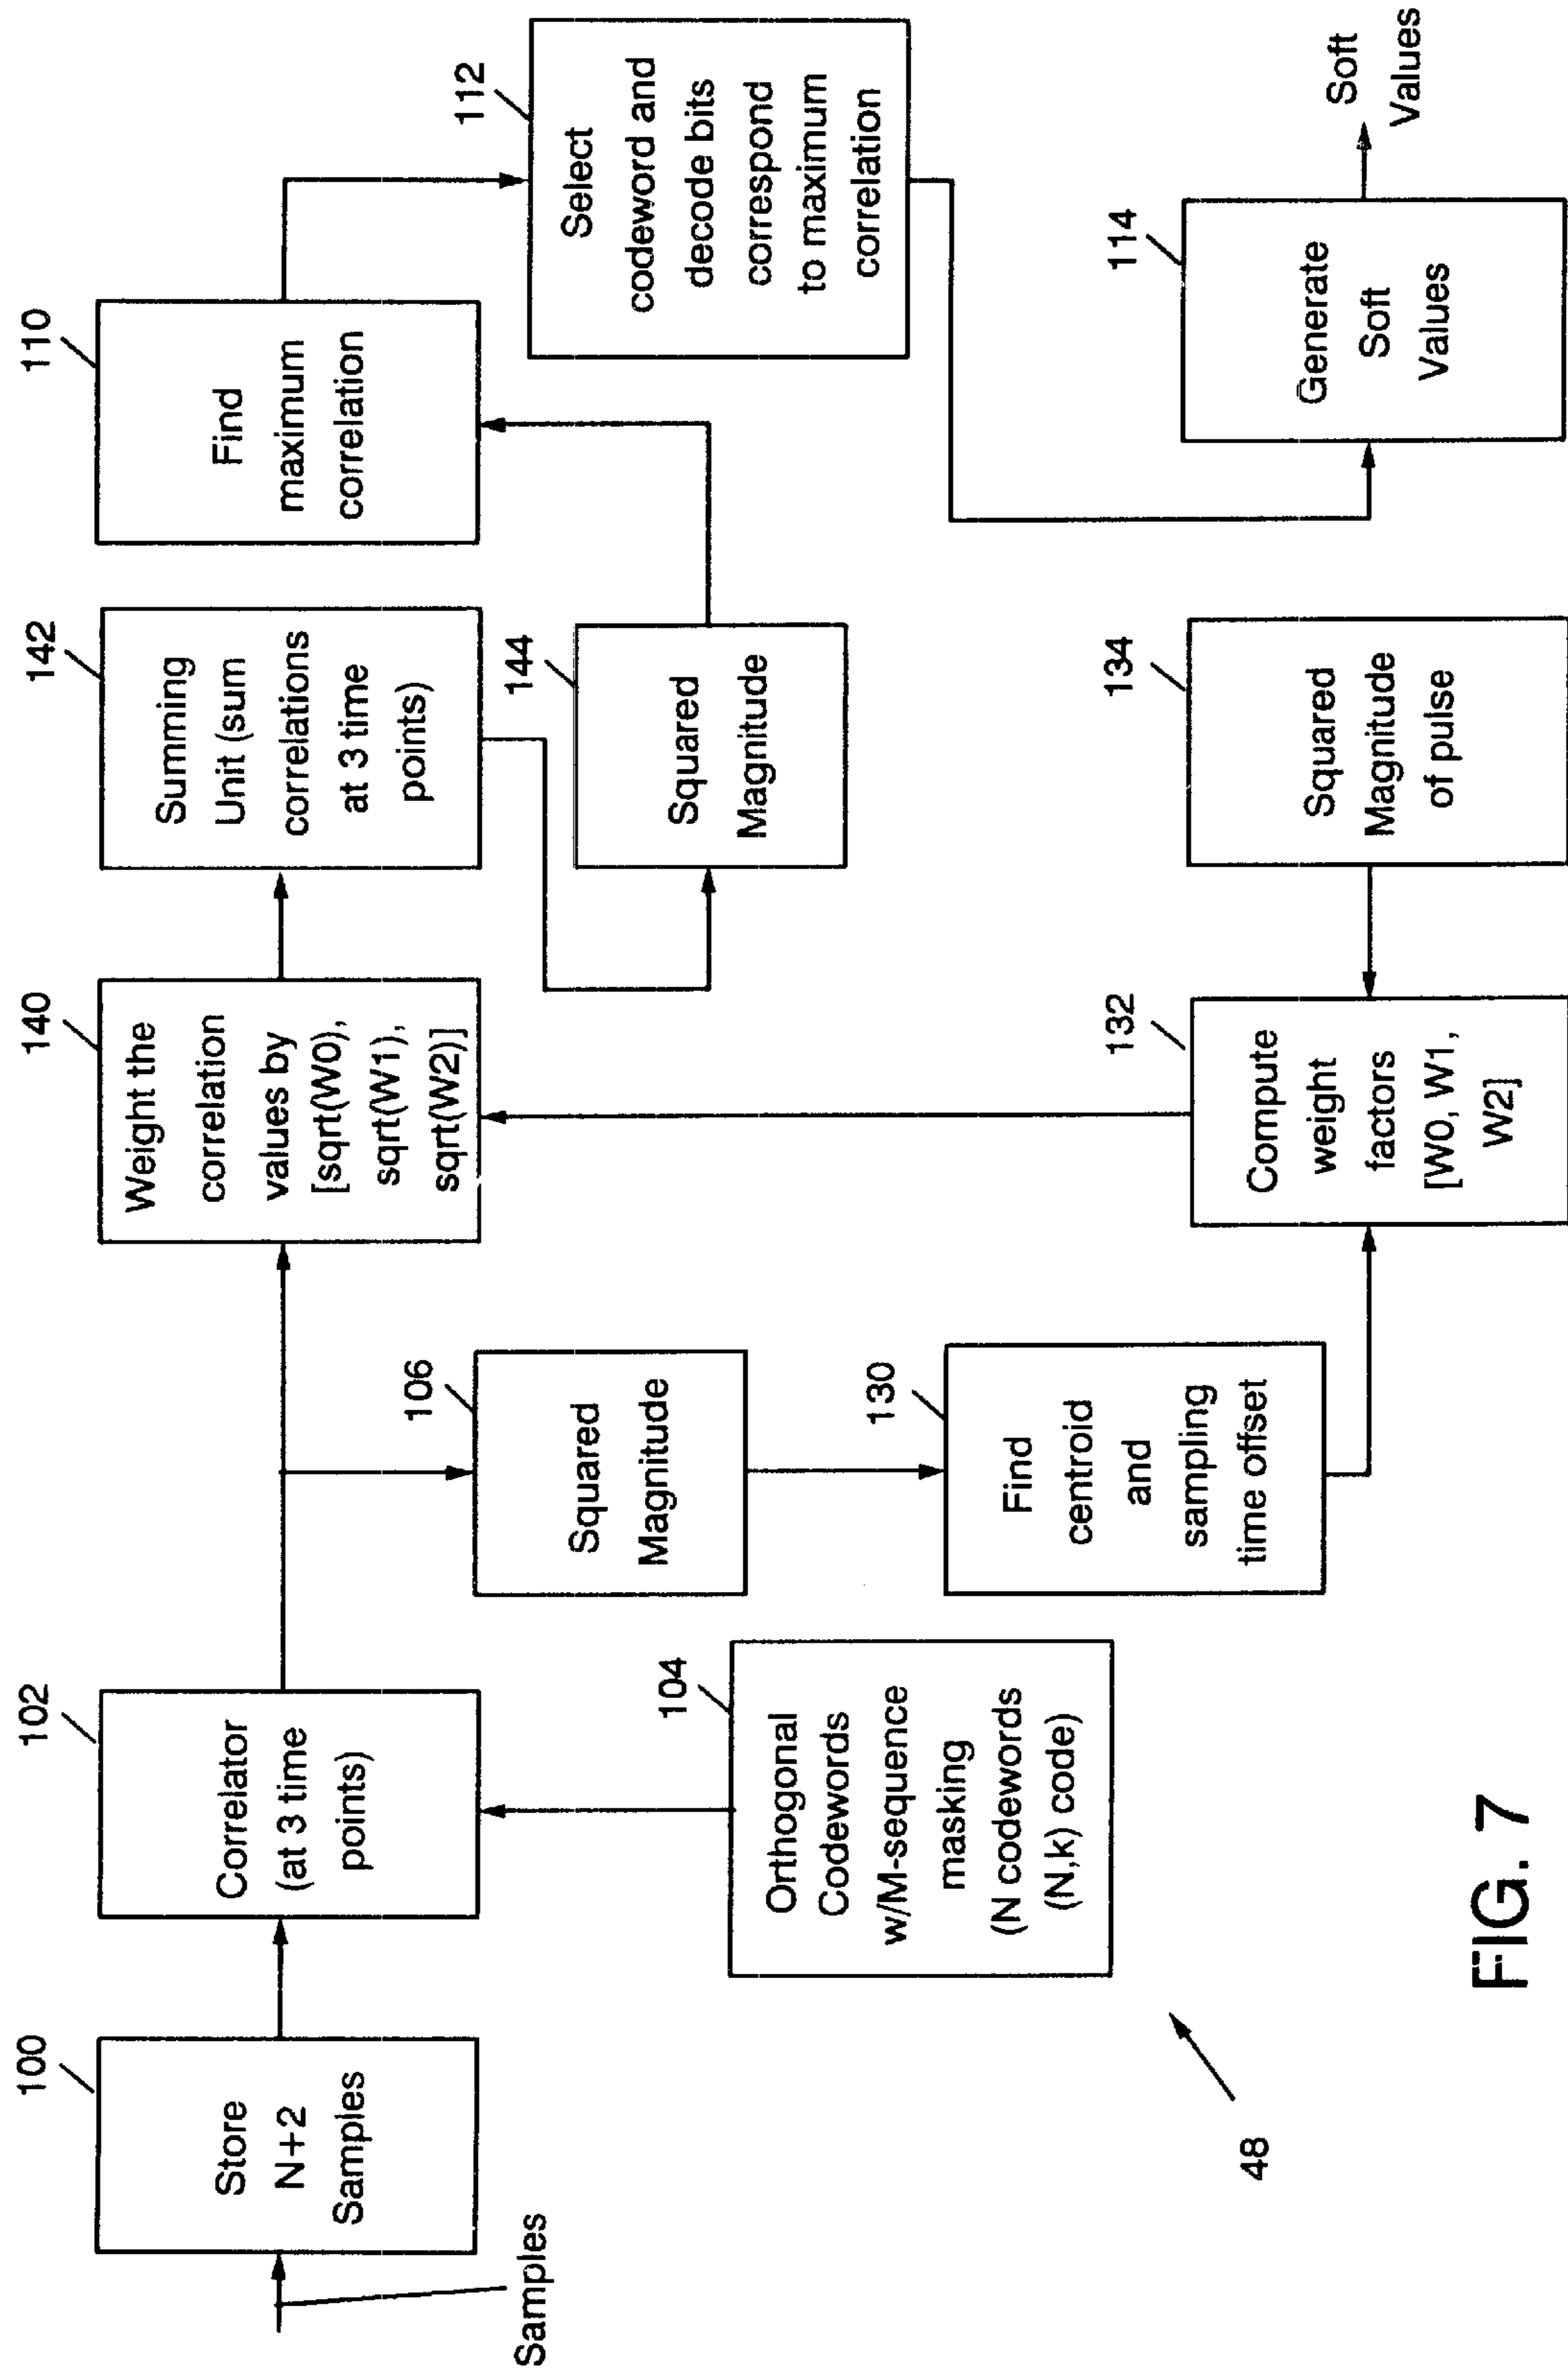 Samples
100
Store
N+2
Samples
102
Correlator
(at 3 time
points)
104
Orthogonal
Codewords
w/M-sequence
masking
(N codewords
(N,k) code)
106
Squared
Magnitude
130
Find
centroid
and
sampling
time offset
140
Weight the
correlation
values by
[sqrt(W0),
sqrt(W1),
sqrt(W2)]
132
Compute
weight
factors
[W0, W1,
W2]
134
Squared
Magnitude
of pulse
142
Summing
Unit (sum
correlations
at 3 time
points)
144
Squared
Magnitude
110
Find
maximum
correlation
112
Select
codeword and
decode bits
correspond
to maximum
correlation
114
Generate
Soft
Values
Soft
Values
48
FIG. 7